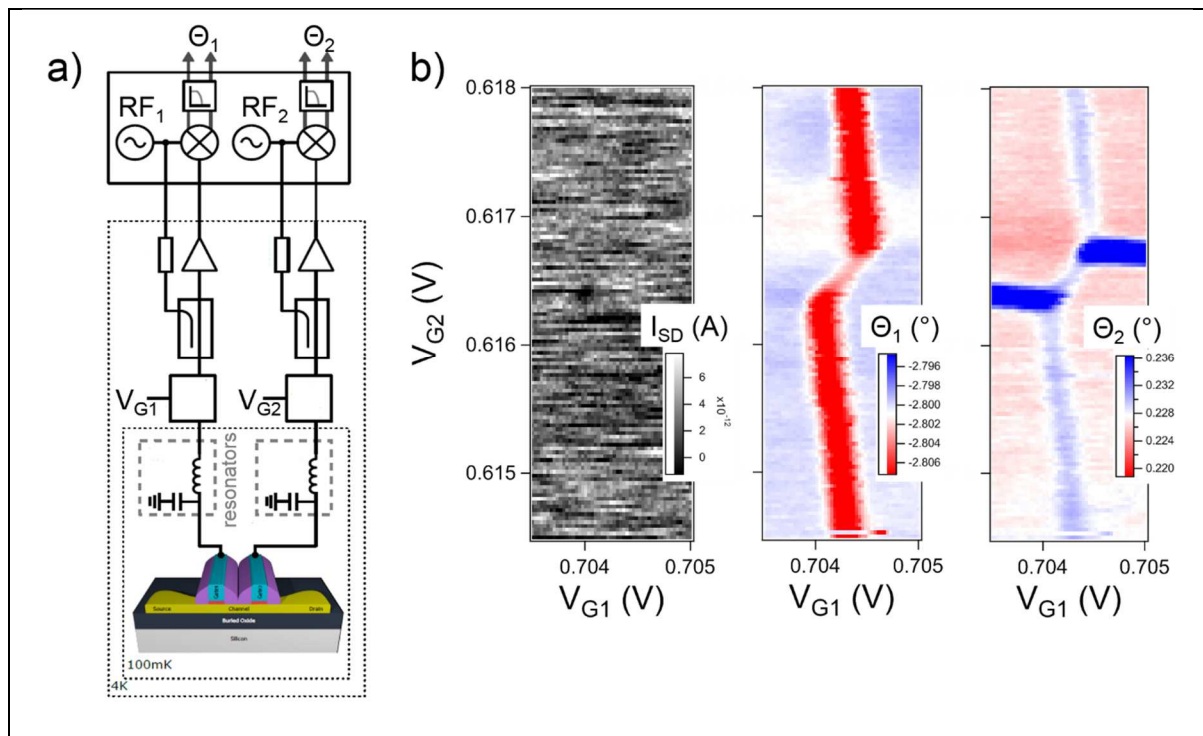 a)
Θ1
Θ2
RF1
RF2
VG1
VG2
resonators
Source
Channel
Drain
Buried Oxide
Silicon
100mK
4K
b)
0.618
0.617
0.616
0.615
VG2 (V)
ISD (A)
6
4
2
0
x10-12
0.704
0.705
VG1 (V)
Θ1 (°)
-2.796
-2.798
-2.800
-2.802
-2.804
-2.806
0.704
0.705
VG1 (V)
Θ2 (°)
0.236
0.232
0.228
0.224
0.220
0.704
0.705
VG1 (V)